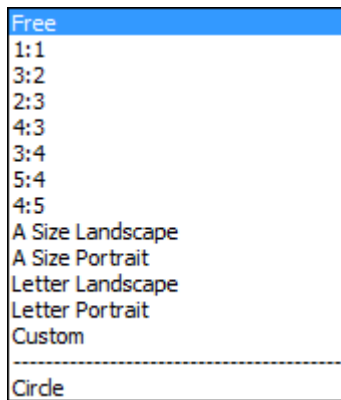 Free
1:1
3:2
2:3
4:3
3:4
5:4
4:5
A Size Landscape
A Size Portrait
Letter Landscape
Letter Portrait
Custom
----------------------------------------
Circle